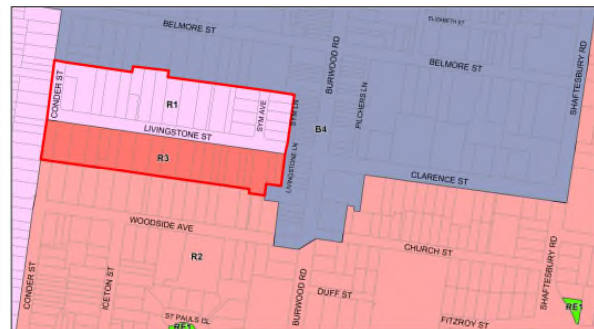 ELIZABETH ST
BELMORE ST
BELMORE ST
BURWOOD RD
SHAFTESBURY RD
CONDER ST
R1
SYM AVE
SYM LN
PILCHERS LN
LIVINGSTONE ST
B4
R3
LIVINGSTONE LN
CLARENCE ST
WOODSIDE AVE
CHURCH ST
R2
CONDER ST
ICETON ST
BURWOOD RD
DUFF ST
SHAFTESBURY RD
RE1
ST PAULS CL
RE1
FITZROY ST